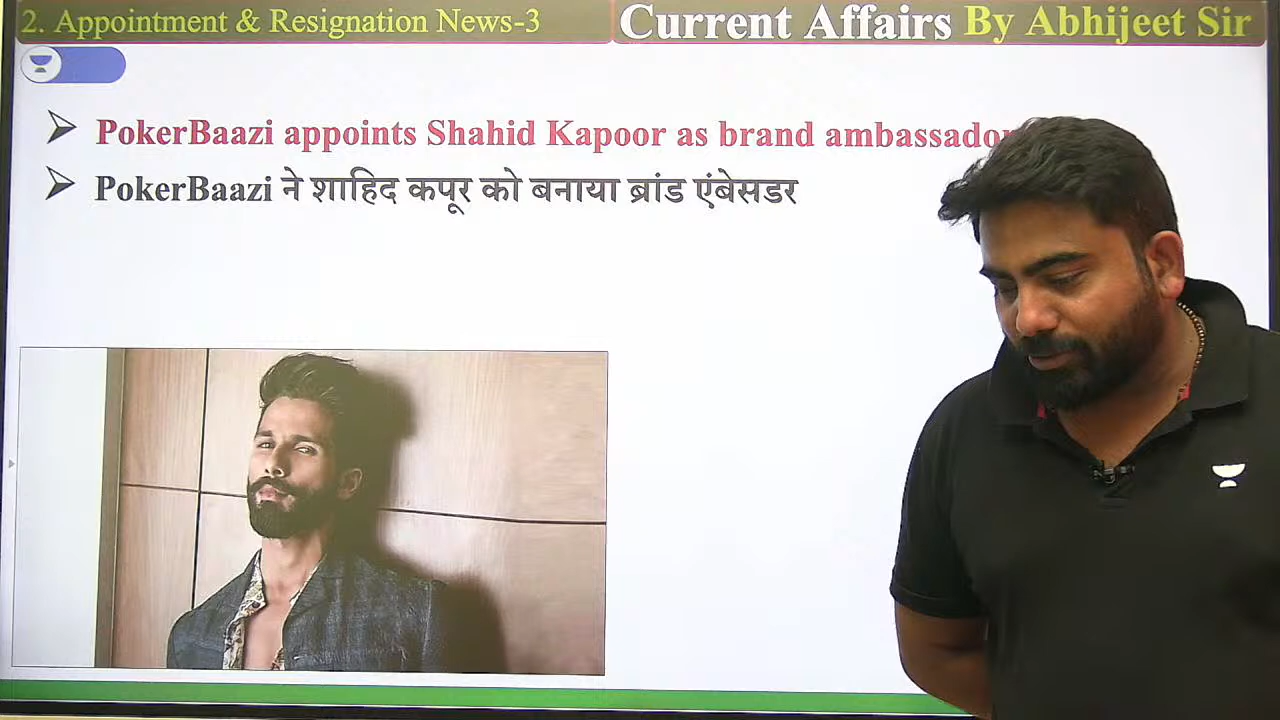 2. Appointment & Resignation News-3
Current Affairs By Abhijeet Sir
PokerBaazi appoints Shahid Kapoor as brand ambassador
PokerBaazi ने शाहिद कपूर को बनाया ब्रांड एंबेसडर